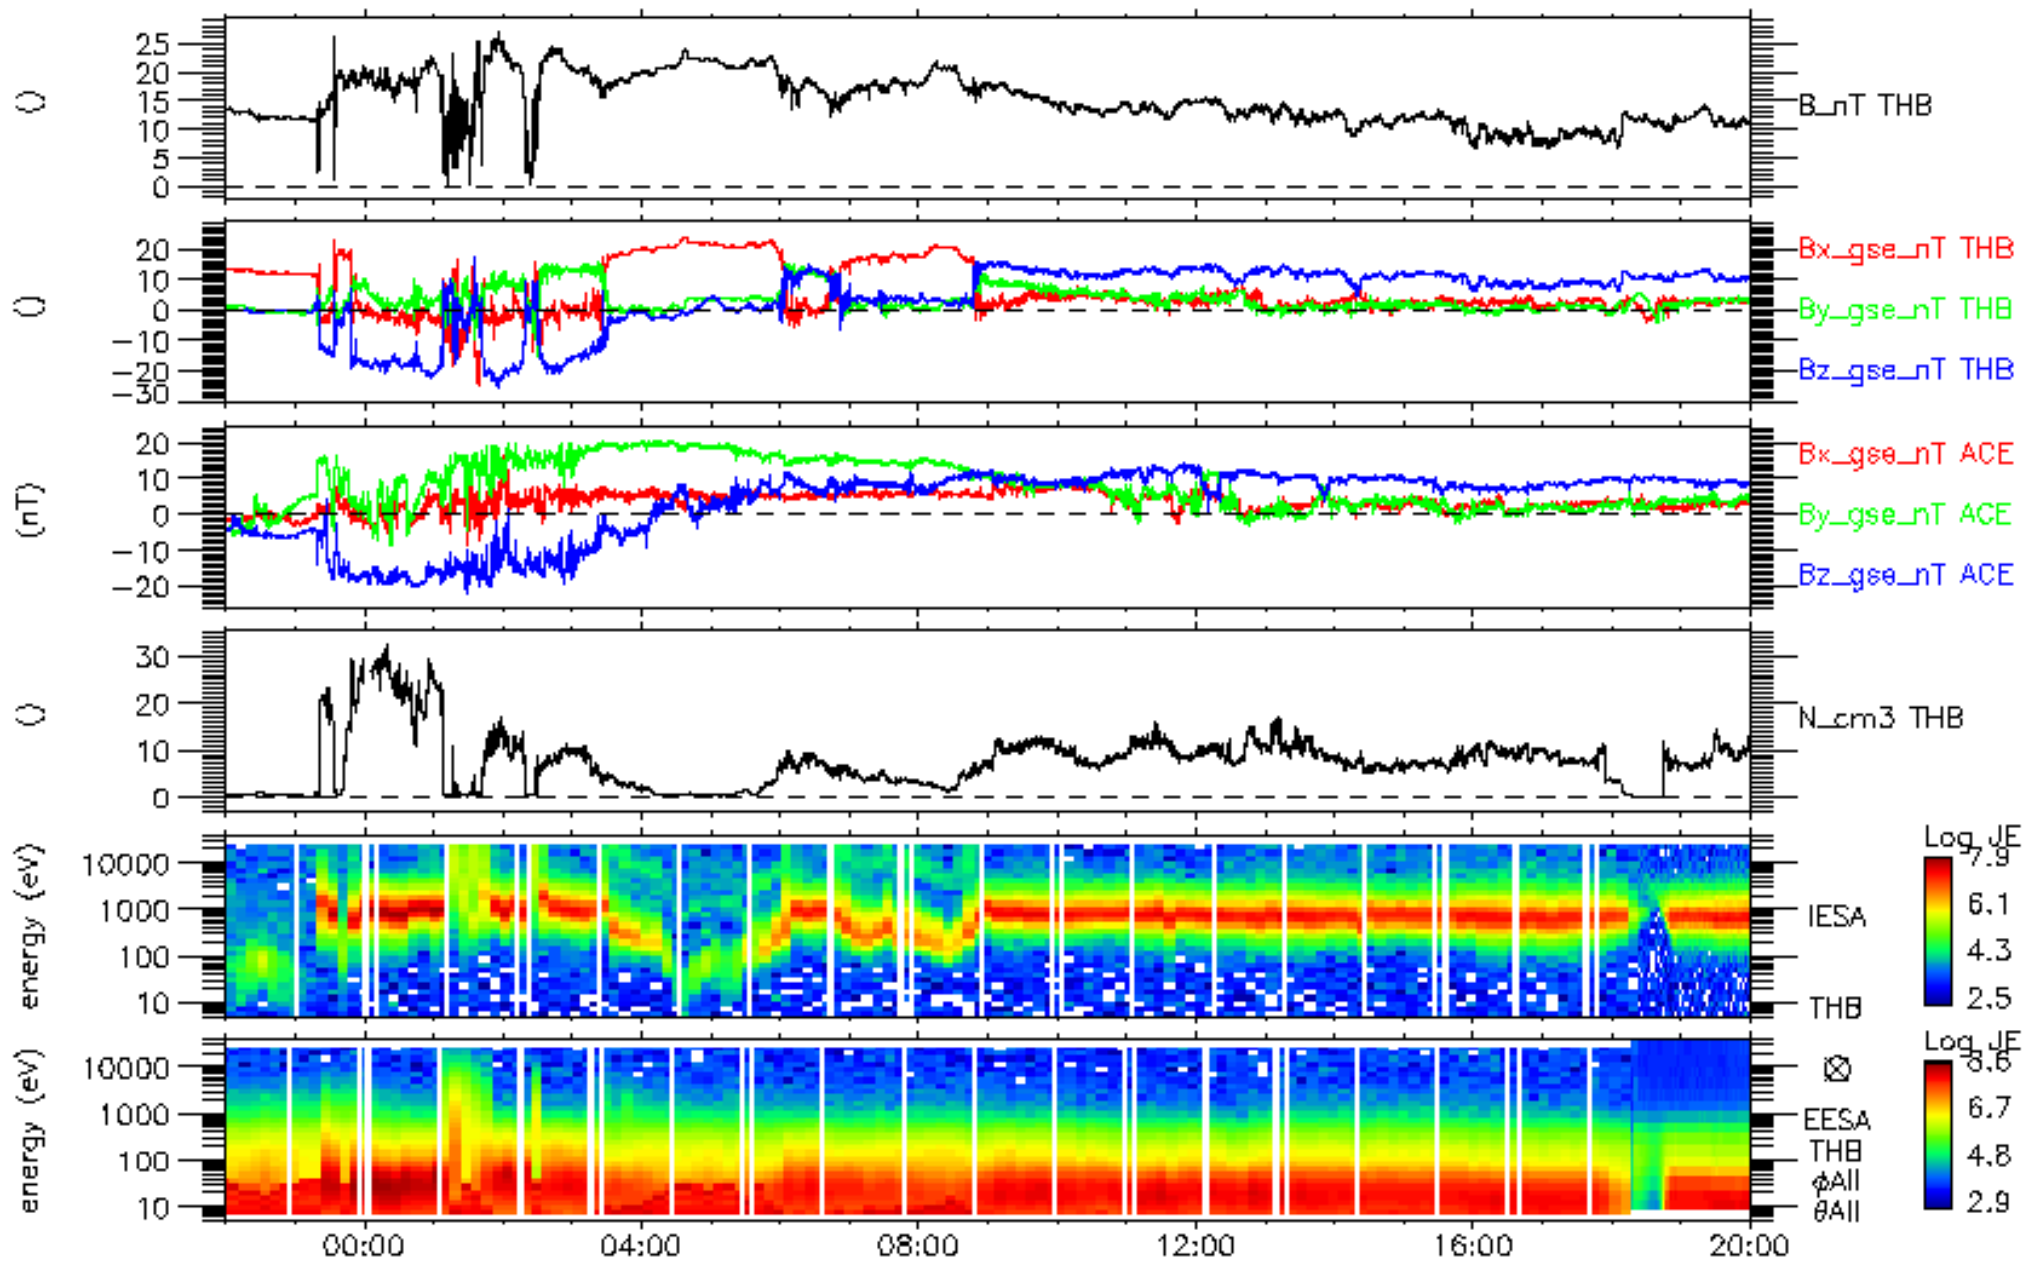 25
20
15
10
5
0
()
B_nT THB
20
10
0
−10
−20
−30
()
Bx_gse_nT THB
By_gse_nT THB
Bz_gse_nT THB
20
10
0
−10
−20
(nT)
Bx_gse_nT ACE
By_gse_nT ACE
Bz_gse_nT ACE
30
20
10
0
()
N_cm3 THB
10000
1000
100
10
energy (eV)
IESA
THB
Log JE
7.9
6.1
4.3
2.5
10000
1000
100
10
energy (eV)
EESA
THB
φAll
θAll
Log JE
8.6
6.7
4.8
2.9
00:00 04:00 08:00 12:00 16:00 20:00